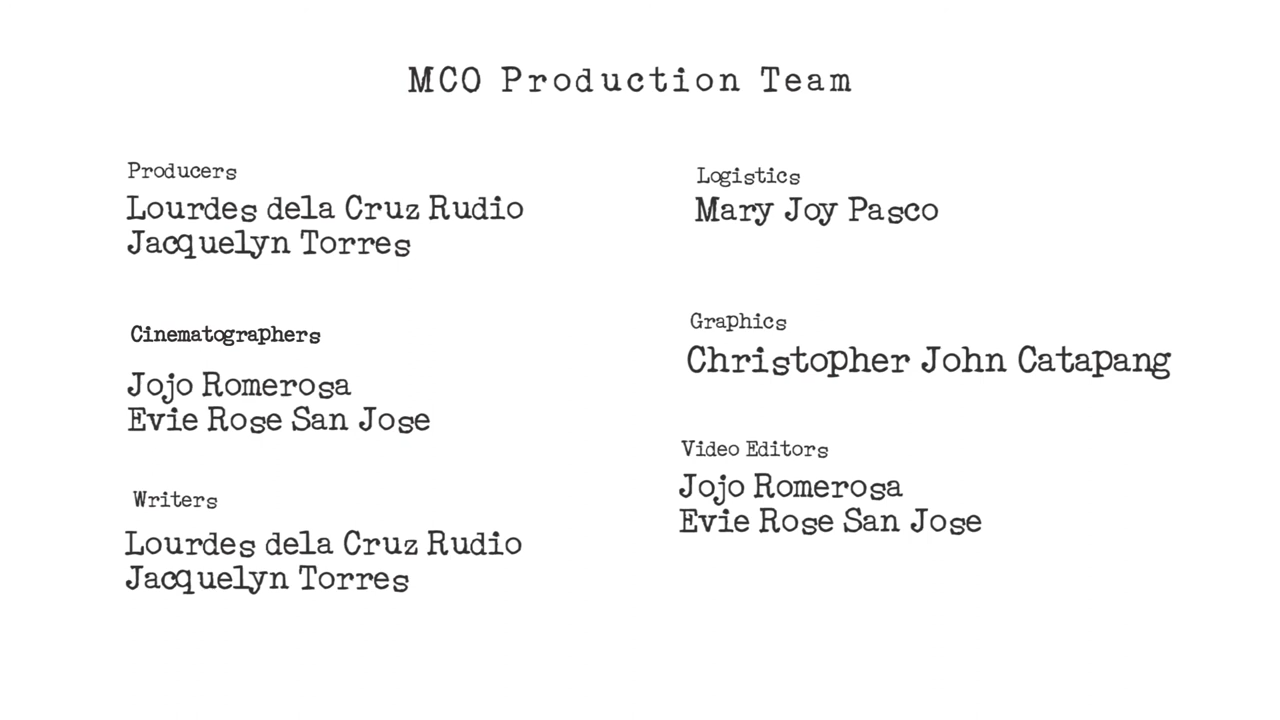 MCO Production Team
Producers
Lourdes dela Cruz Rudio
Jacquelyn Torres
Cinematographers
Jojo Romerosa
Evie Rose San Jose
Writers
Lourdes dela Cruz Rudio
Jacquelyn Torres
Logistics
Mary Joy Pasco
Graphics
Christopher John Catapang
Video Editors
Jojo Romerosa
Evie Rose San Jose